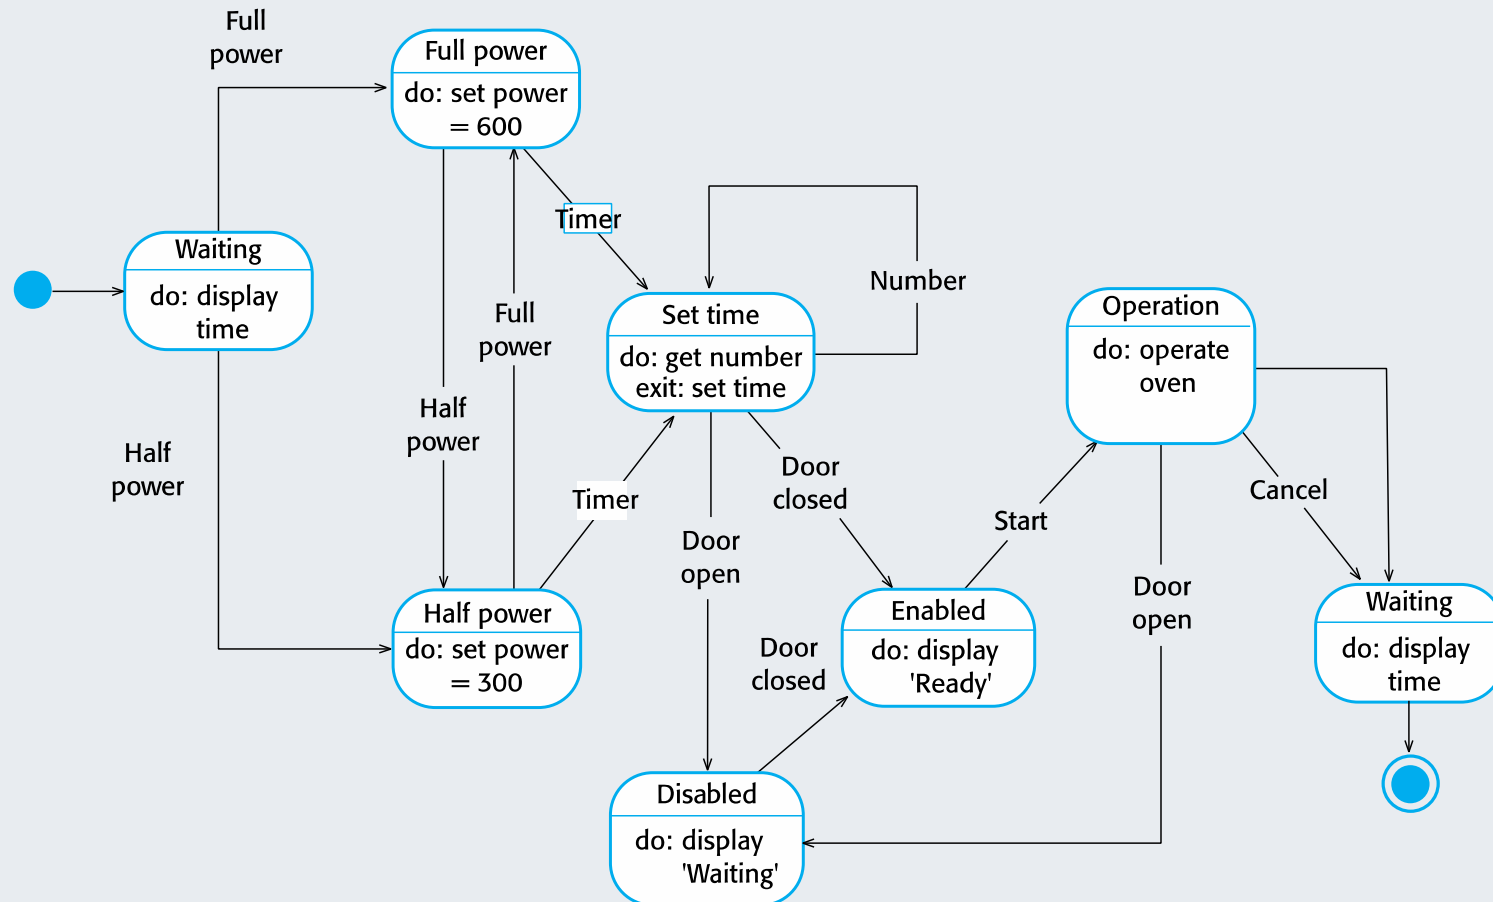 Full
power
Full power
do: set power
= 600
Timer
Waiting
do: display
time
Full
power
Half
power
Half
power
Timer
Half power
do: set power
= 300
Number
Set time
do: get number
exit: set time
Door
closed
Door
open
Operation
do: operate
oven
Start
Cancel
Door
open
Enabled
do: display
'Ready'
Door
closed
Disabled
do: display
'Waiting'
Waiting
do: display
time